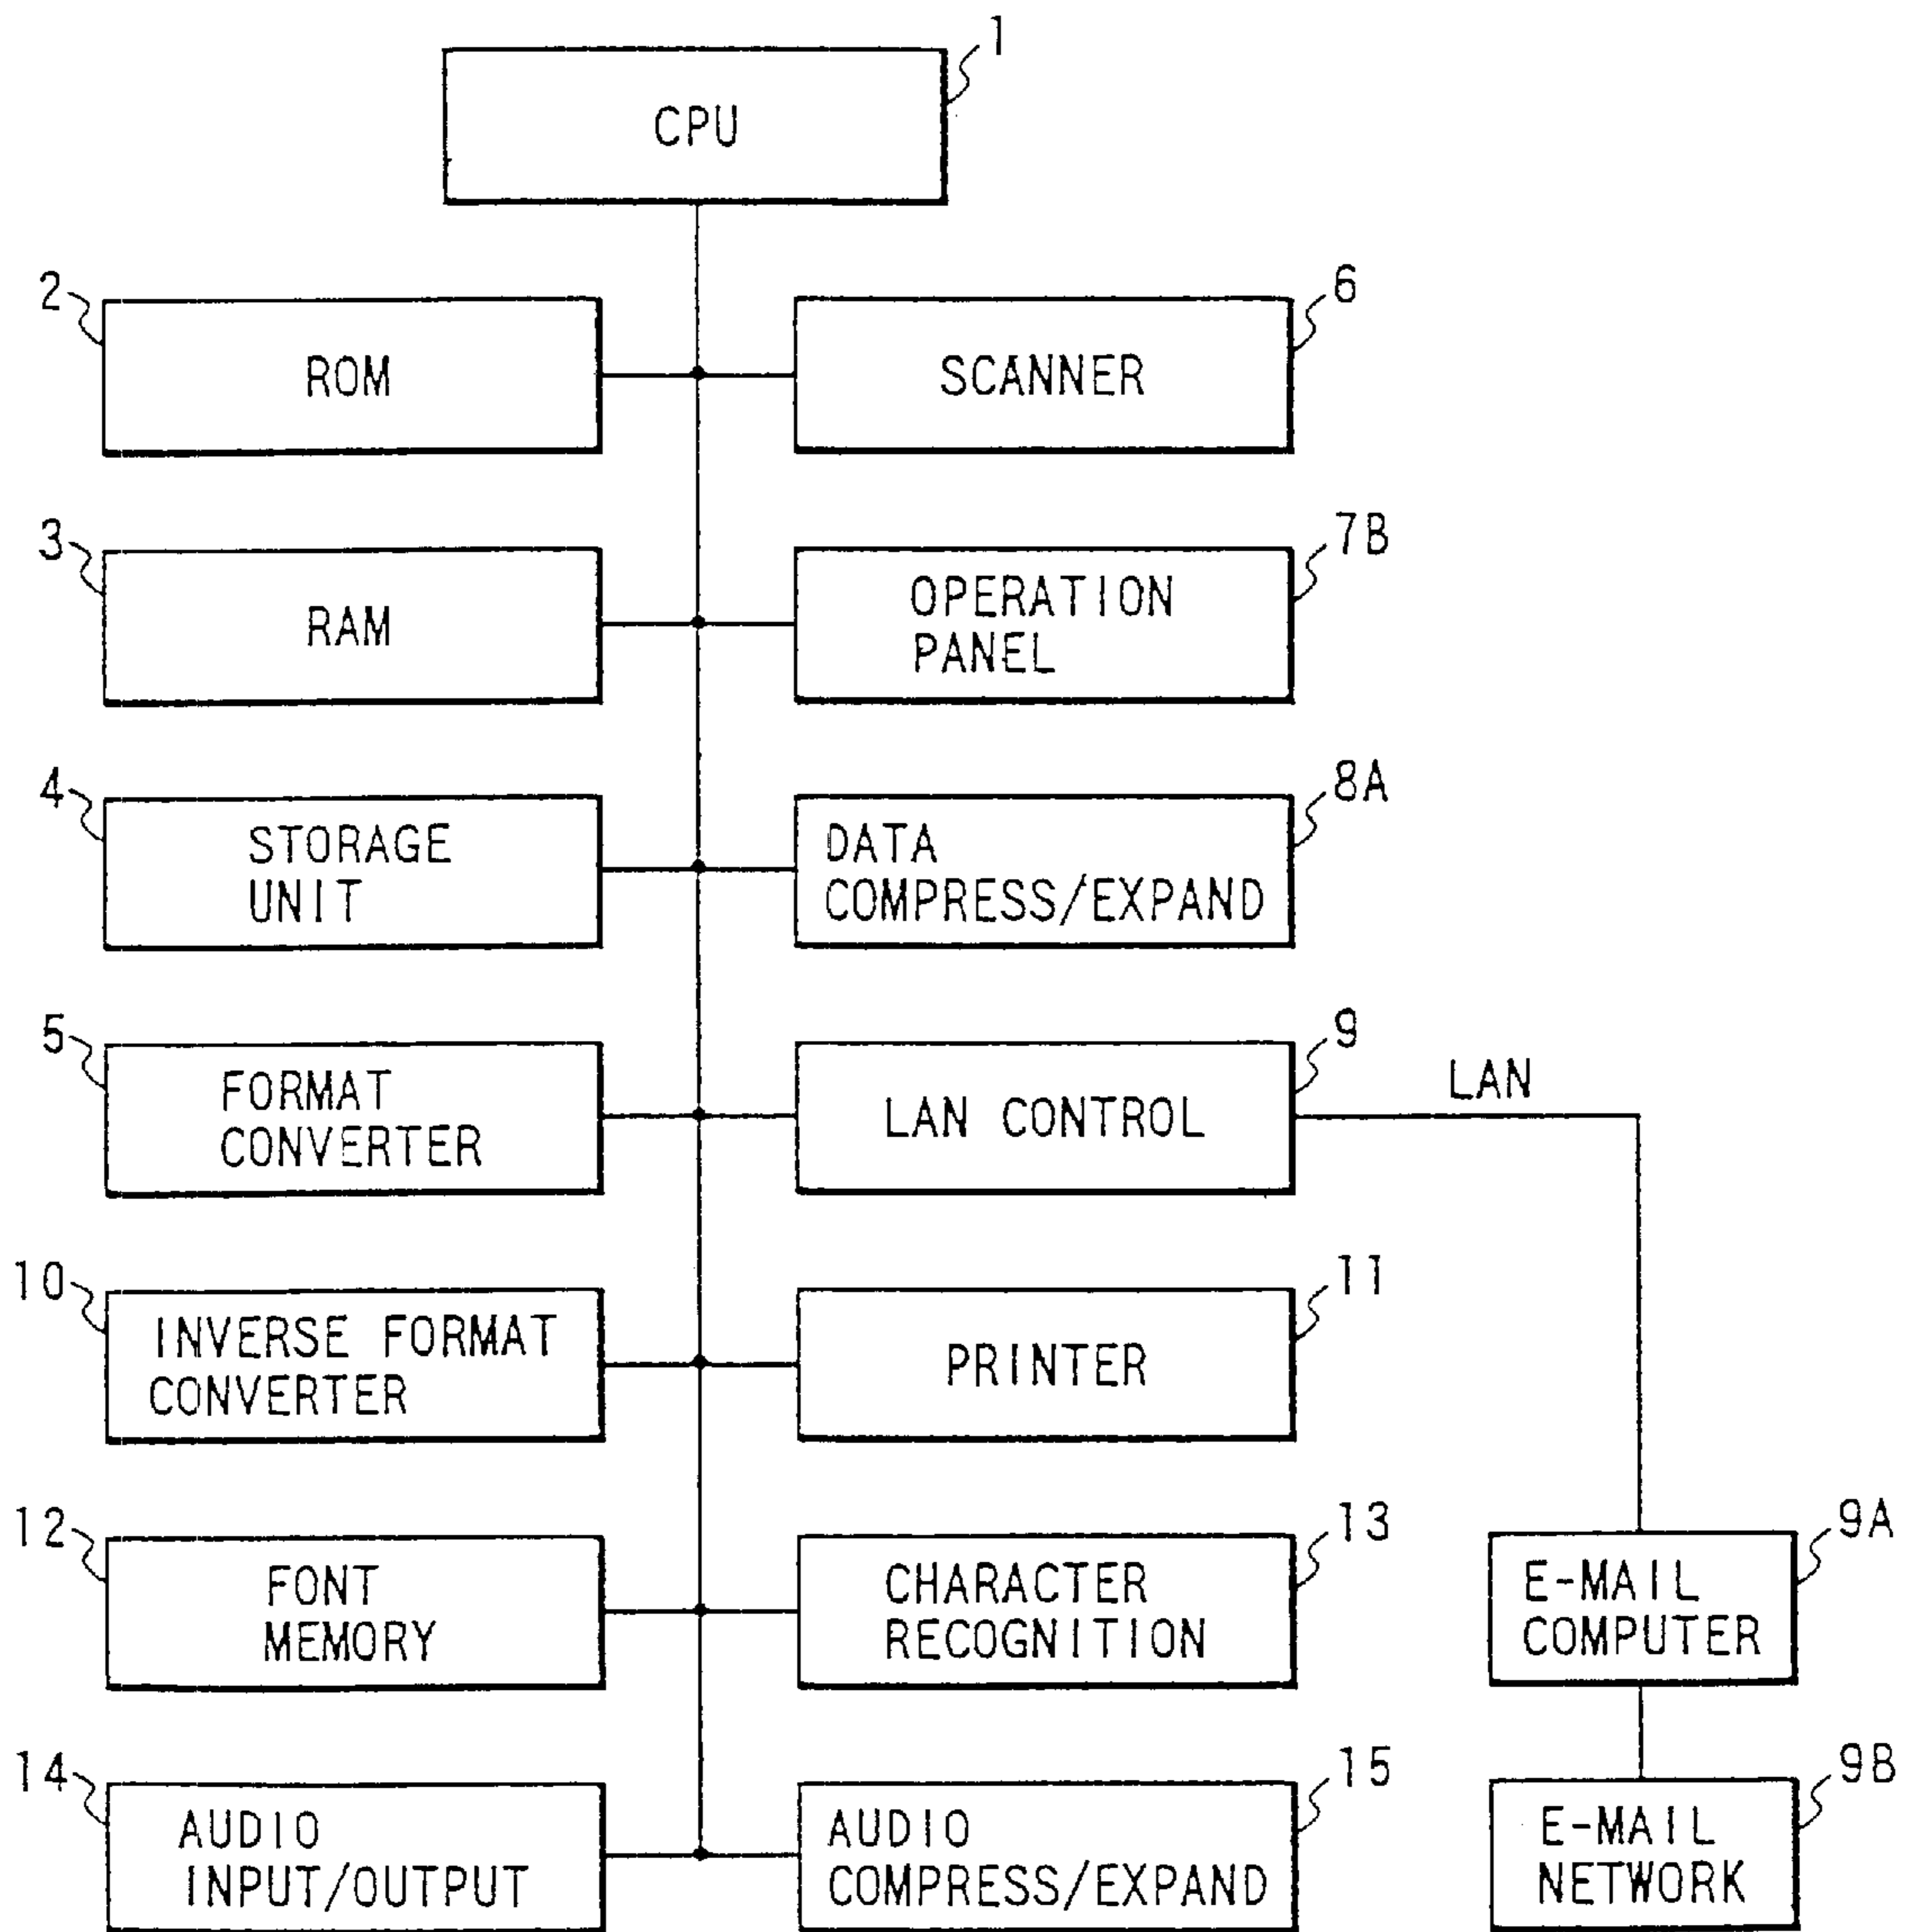 1
CPU
2
ROM
6
SCANNER
3
RAM
7B
OPERATION
PANEL
4
STORAGE
UNIT
8A
DATA
COMPRESS/EXPAND
5
FORMAT
CONVERTER
9
LAN CONTROL
LAN
10
INVERSE FORMAT
CONVERTER
11
PRINTER
12
FONT
MEMORY
13
CHARACTER
RECOGNITION
9A
E-MAIL
COMPUTER
14
AUDIO
INPUT/OUTPUT
15
AUDIO
COMPRESS/EXPAND
9B
E-MAIL
NETWORK